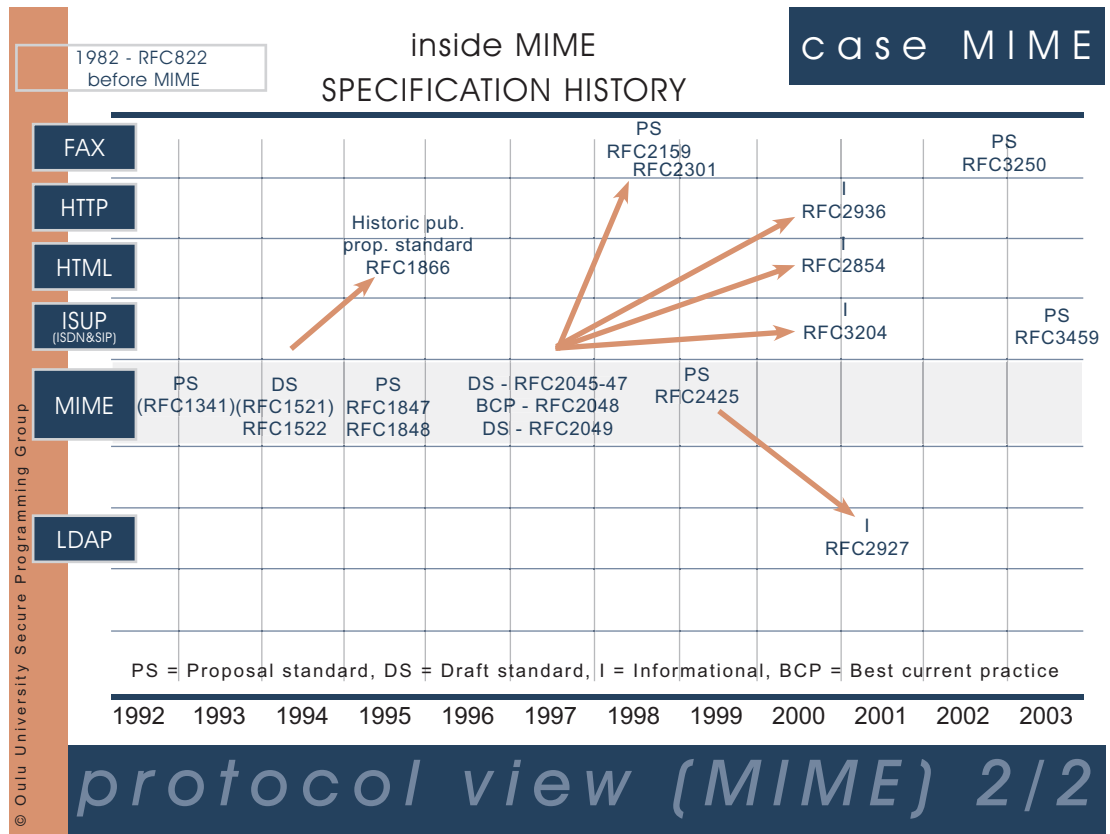 1982 - RFC822
before MIME
inside MIME
SPECIFICATION HISTORY
case MIME
FAX
PS
RFC2159
RFC2301
PS
RFC3250
HTTP
I
RFC2936
Historic pub.
prop. standard
RFC1866
HTML
I
RFC2854
ISUP
(ISDN&SIP)
I
RFC3204
PS
RFC3459
MIME
PS
(RFC1341)
DS
(RFC1521)
RFC1522
PS
RFC1847
RFC1848
DS - RFC2045-47
BCP - RFC2048
DS - RFC2049
PS
RFC2425
LDAP
I
RFC2927
PS = Proposal standard, DS = Draft standard, I = Informational, BCP = Best current practice
1992 1993 1994 1995 1996 1997 1998 1999 2000 2001 2002 2003
protocol view (MIME) 2/2
© Oulu University Secure Programming Group